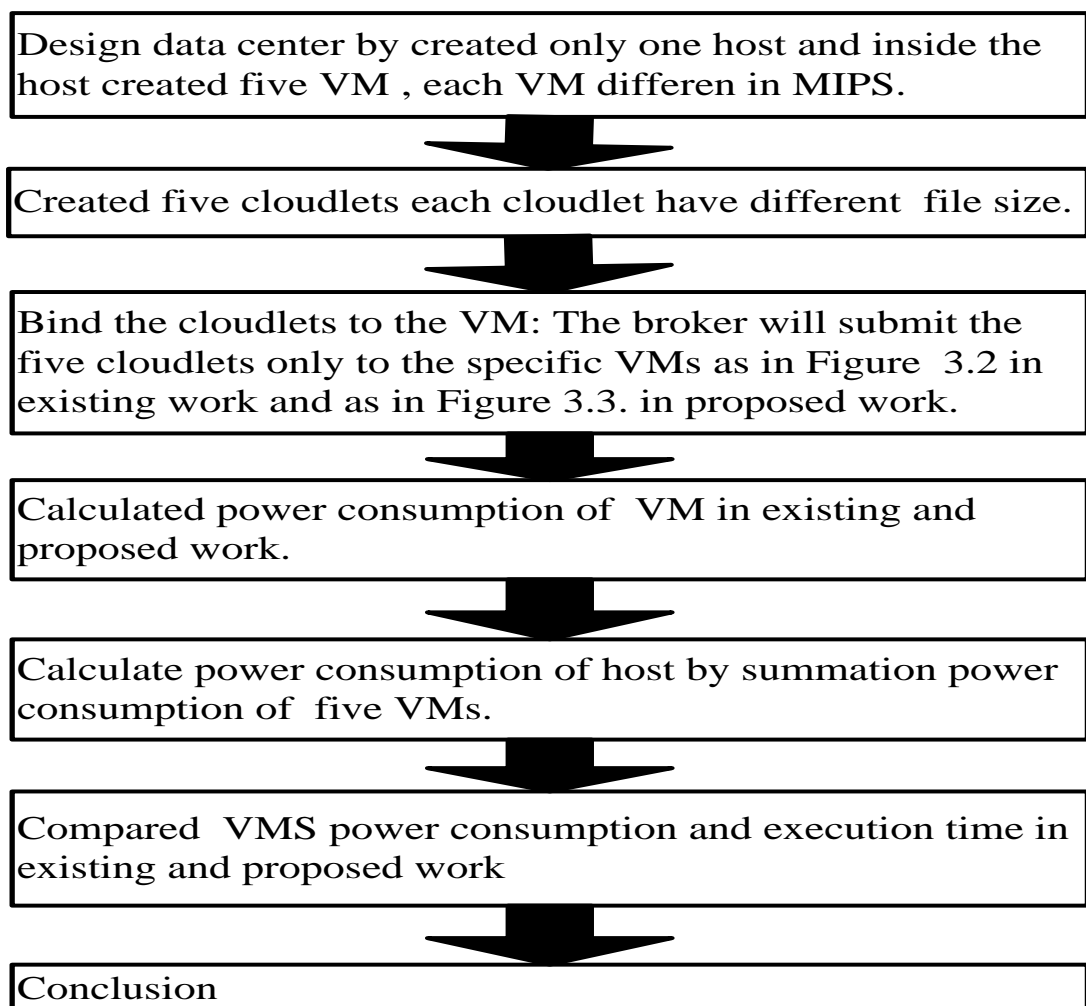 Design data center by created only one host and inside the
host created five VM , each VM differen in MIPS.
Created five cloudlets each cloudlet have different file size.
Bind the cloudlets to the VM: The broker will submit the
five cloudlets only to the specific VMs as in Figure 3.2 in
existing work and as in Figure 3.3. in proposed work.
Calculated power consumption of VM in existing and
proposed work.
Calculate power consumption of host by summation power
consumption of five VMs.
Compared VMS power consumption and execution time in
existing and proposed work
Conclusion